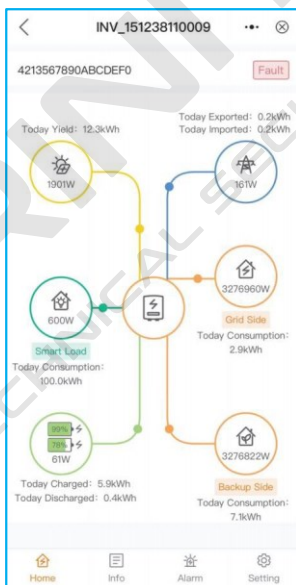 INV_151238110009
4213567890ABCDEF0
Fault
Today Exported: 0.2kWh
Today Imported: 0.2kWh
Today Yield: 12.3kWh
1901W
161W
600W
3276960W
Smart Load
Grid Side
Today Consumption:
100.0kWh
Today Consumption:
2.9kWh
99%
78%
61W
3276822W
Today Charged: 5.9kWh
Today Discharged: 0.4kWh
Backup Side
Today Consumption:
7.1kWh
Home
Info
Alarm
Setting